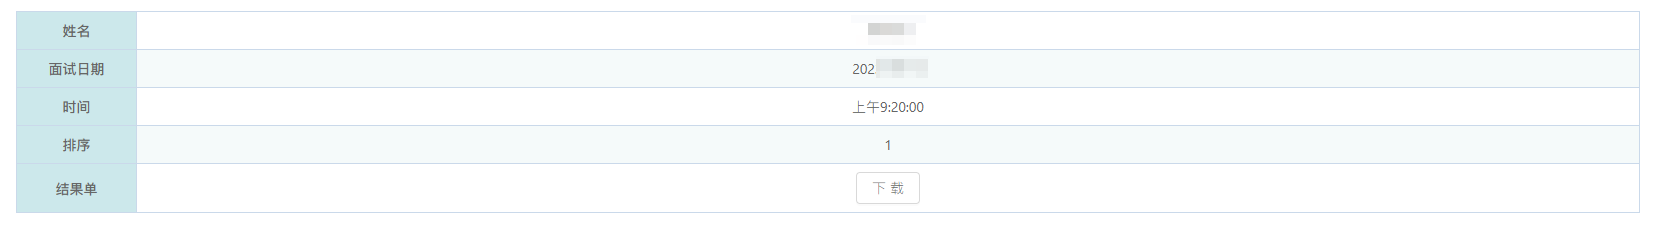 姓名
面试日期 202
时间 上午9:20:00
排序 1
结果单 下 载